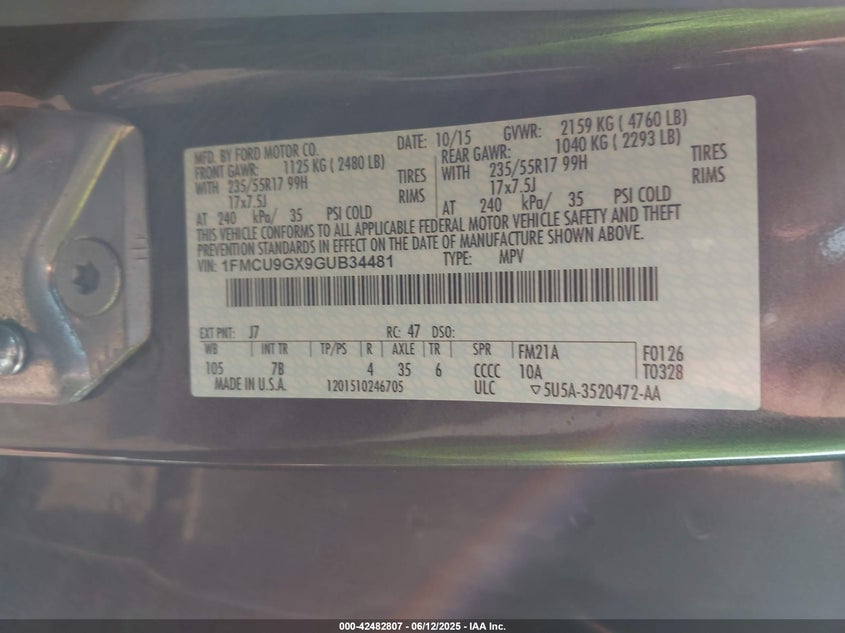 MFD. BY FORD MOTOR CO. DATE: 10/15 GVWR: 2159 KG ( 4760 LB)
FRONT GAWR: 1125 KG ( 2480 LB) REAR GAWR: 1040 KG ( 2293 LB)
WITH 235/55R17 99H TIRES WITH 235/55R17 99H TIRES
17x7.5J RIMS 17x7.5J RIMS
AT 240 kPa/ 35 PSI COLD AT 240 kPa/ 35 PSI COLD
THIS VEHICLE CONFORMS TO ALL APPLICABLE FEDERAL MOTOR VEHICLE SAFETY AND THEFT
PREVENTION STANDARDS IN EFFECT ON THE DATE OF MANUFACTURE SHOWN ABOVE.
VIN: 1FMCU9GX9GUB34481 TYPE: MPV
EXT PNT: J7 RC: 47 DSO:
WB INT TR TP/PS R AXLE TR SPR FM21A F0126
105 7B 4 35 6 CCCC 10A T0328
MADE IN U.S.A. 1201510246705 ULC ▽5U5A-3520472-AA
000-42482807 - 06/12/2025 - IAA Inc.